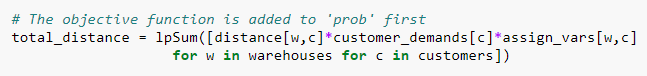 # The objective function is added to 'prob' first
total_distance = lpSum([distance[w,c]*customer_demands[c]*assign_vars[w,c]
for w in warehouses for c in customers])